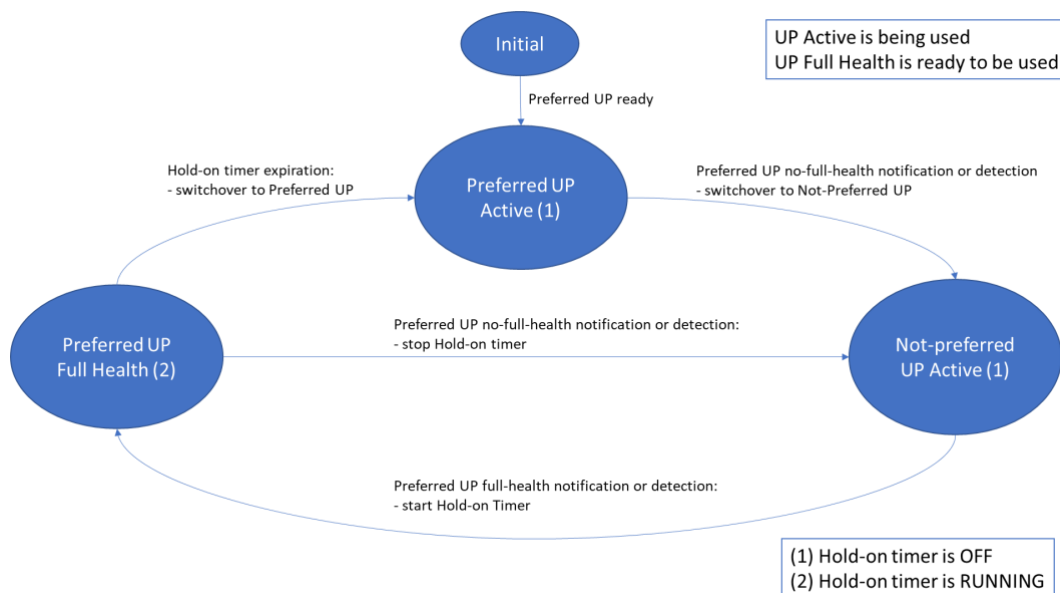 Initial
UP Active is being used
UP Full Health is ready to be used
Preferred UP ready
Hold-on timer expiration:
- switchover to Preferred UP
Preferred UP
Active (1)
Preferred UP no-full-health notification or detection
- switchover to Not-Preferred UP
Preferred UP
Full Health (2)
Preferred UP no-full-health notification or detection:
- stop Hold-on timer
Not-preferred
UP Active (1)
Preferred UP full-health notification or detection:
- start Hold-on Timer
(1) Hold-on timer is OFF
(2) Hold-on timer is RUNNING